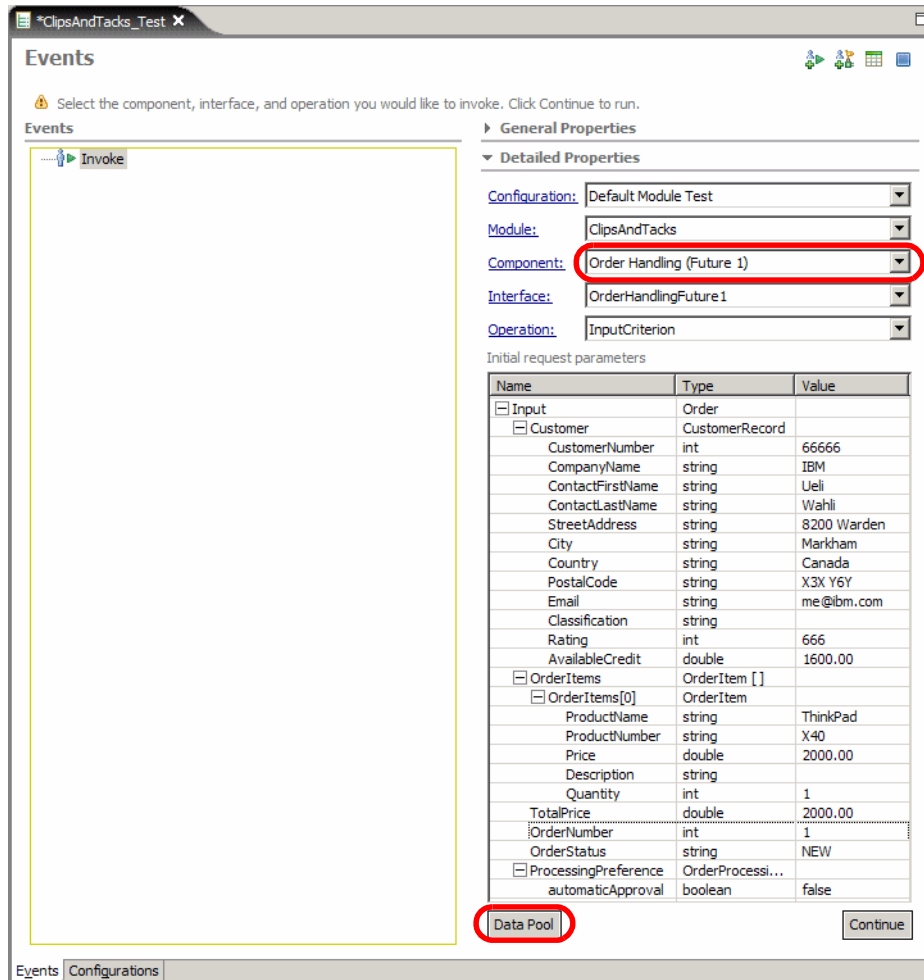 *ClipsAndTacks_Test
Events
Select the component, interface, and operation you would like to invoke. Click Continue to run.
Events
General Properties
Invoke
Detailed Properties
Configuration: Default Module Test
Module: ClipsAndTacks
Component: Order Handling (Future 1)
Interface: OrderHandlingFuture1
Operation: InputCriterion
Initial request parameters
Name Type Value
Input Order
Customer CustomerRecord
CustomerNumber int 66666
CompanyName string IBM
ContactFirstName string Ueli
ContactLastName string Wahli
StreetAddress string 8200 Warden
City string Markham
Country string Canada
PostalCode string X3X Y6Y
Email string me@ibm.com
Classification string
Rating int 666
AvailableCredit double 1600.00
OrderItems OrderItem [ ]
OrderItems[0] OrderItem
ProductName string ThinkPad
ProductNumber string X40
Price double 2000.00
Description string
Quantity int 1
TotalPrice double 2000.00
OrderNumber int 1
OrderStatus string NEW
ProcessingPreference OrderProcessi...
automaticApproval boolean false
Data Pool Continue
Events Configurations